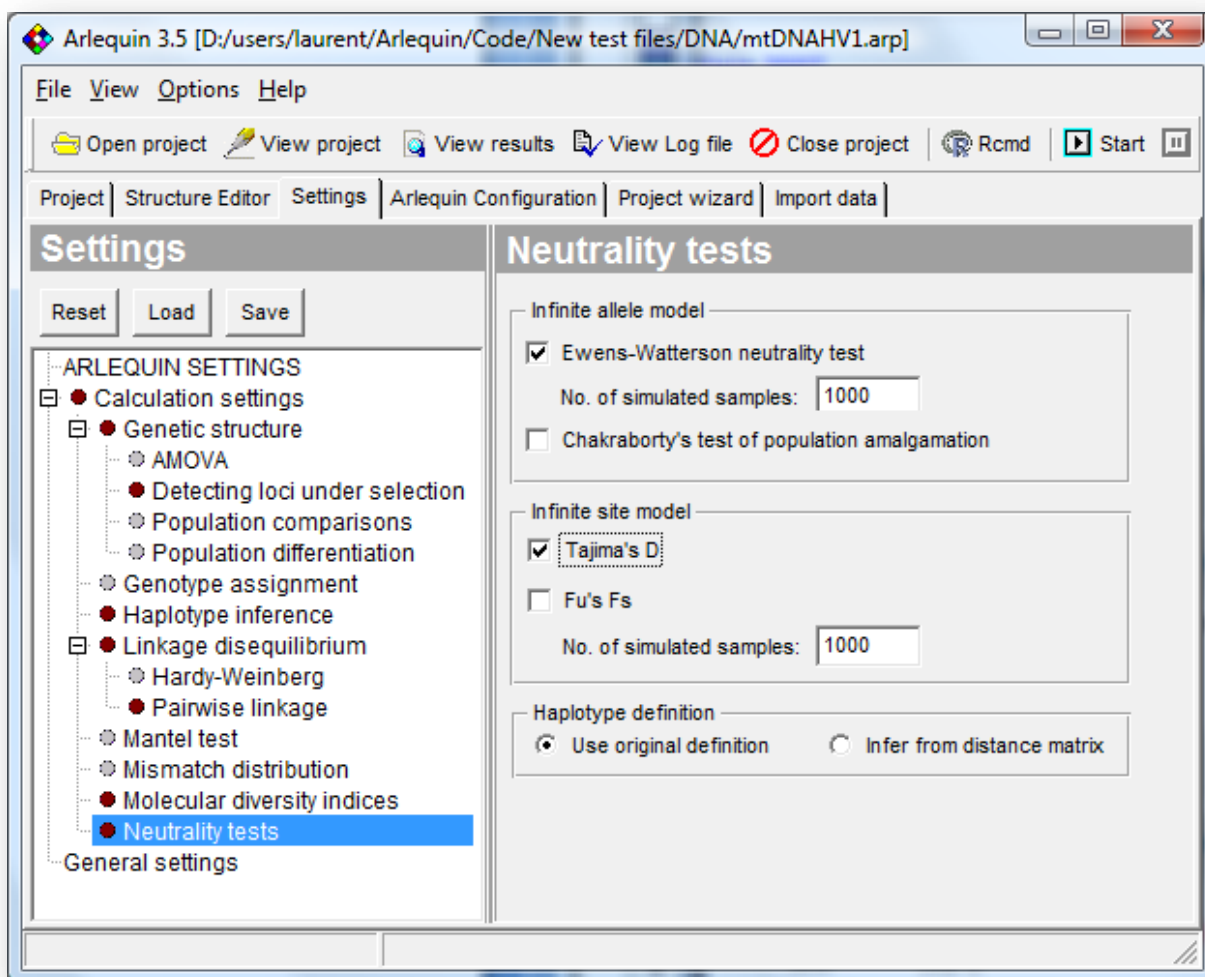 Arlequin 3.5 [D:/users/laurent/Arlequin/Code/New test files/DNA/mtDNAHV1.arp]
File View Options Help
Open project View project View results View Log file Close project Rcmd Start
Project Structure Editor Settings Arlequin Configuration Project wizard Import data
Settings
Reset Load Save
ARLEQUIN SETTINGS
Calculation settings
Genetic structure
AMOVA
Detecting loci under selection
Population comparisons
Population differentiation
Genotype assignment
Haplotype inference
Linkage disequilibrium
Hardy-Weinberg
Pairwise linkage
Mantel test
Mismatch distribution
Molecular diversity indices
Neutrality tests
General settings
Neutrality tests
Infinite allele model
Ewens-Watterson neutrality test
No. of simulated samples: 1000
Chakraborty's test of population amalgamation
Infinite site model
Tajima's D
Fu's Fs
No. of simulated samples: 1000
Haplotype definition
Use original definition Infer from distance matrix